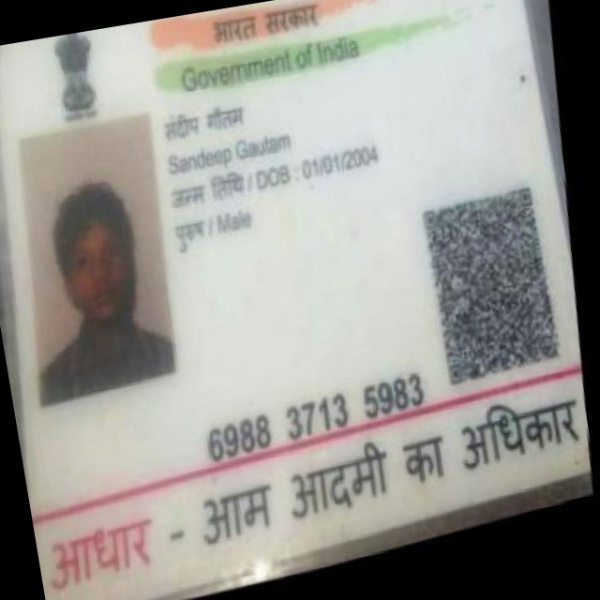 भारत सरकार
Government of India
संदीप गौतम
Sandeep Gautam
जन्म तिथि / DOB : 01/01/2004
पुरुष / Male
6988 3713 5983
आधार - आम आदमी का अधिकार